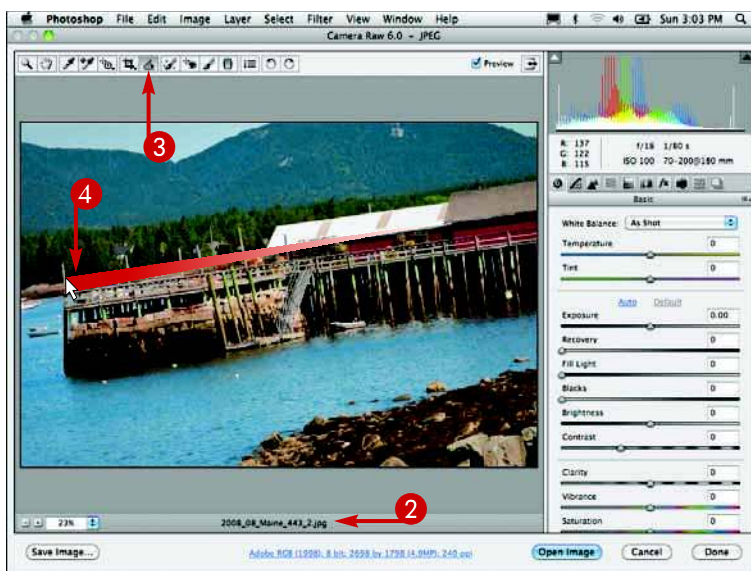 Photoshop File Edit Image Layer Select Filter View Window Help Sun 3:03 PM
Camera Raw 6.0 - JPEG
Preview
3
4
R: 137
G: 122
B: 115
f/18 1/80 s
ISO 100 70-200@160 mm
Basic
White Balance: As Shot
Temperature 0
Tint 0
Auto Default
Exposure 0.00
Recovery 0
Fill Light 0
Blacks 0
Brightness 0
Contrast 0
Clarity 0
Vibrance 0
Saturation 0
23% 2008_08_Maine_443_2.jpg 2
Save Image... Adobe RGB (1998); 8 bit; 2698 by 1798 (4.9MP); 240 ppi Open Image Cancel Done